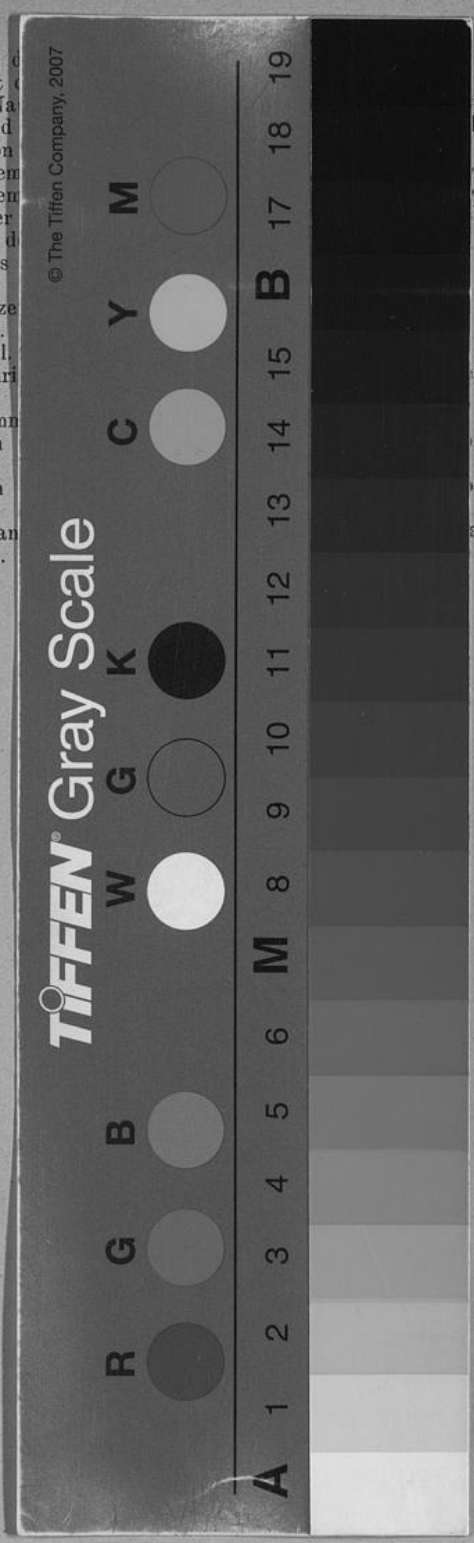 TIFFEN® Gray Scale
© The Tiffen Company, 2007
R G B W G K C Y M
A 1 2 3 4 5 6 M 8 9 10 11 12 13 14 15 B 17 18 19